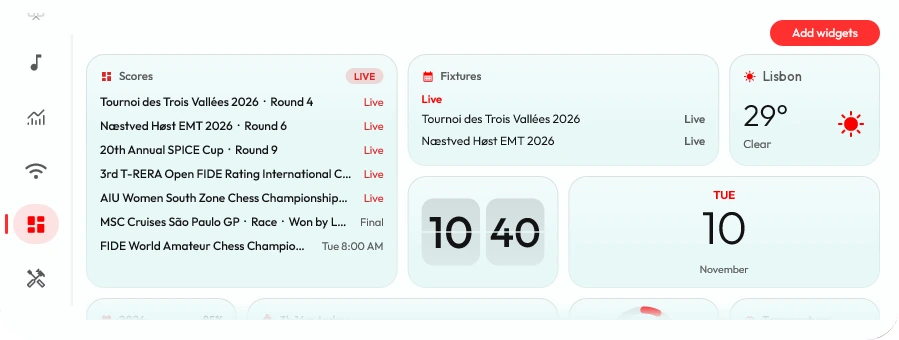 Add widgets
Scores LIVE
Tournoi des Trois Vallées 2026 · Round 4 Live
Næstved Høst EMT 2026 · Round 6 Live
20th Annual SPICE Cup · Round 9 Live
3rd T-RERA Open FIDE Rating International C... Live
AIU Women South Zone Chess Championship... Live
MSC Cruises São Paulo GP · Race · Won by L... Final
FIDE World Amateur Chess Champio... Tue 8:00 AM
Fixtures
Live
Tournoi des Trois Vallées 2026 Live
Næstved Høst EMT 2026 Live
Lisbon
29°
Clear
10 40
TUE
10
November
2026